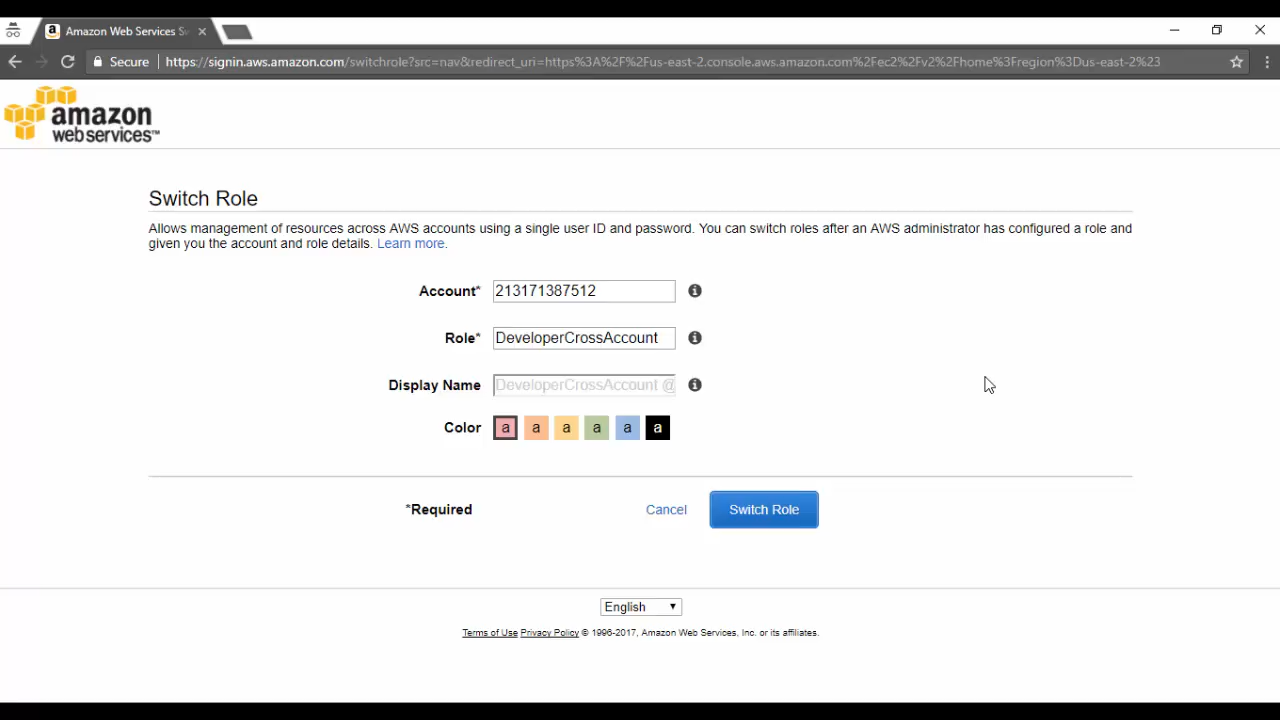 Amazon Web Services Sw
Secure https://signin.aws.amazon.com/switchrole?src=nav&redirect_uri=https%3A%2F%2Fus-east-2.console.aws.amazon.com%2Fec2%2Fv2%2Fhome%3Fregion%3Dus-east-2%23
amazon
webservices™
Switch Role
Allows management of resources across AWS accounts using a single user ID and password. You can switch roles after an AWS administrator has configured a role and
given you the account and role details. Learn more.
Account* 213171387512
Role* DeveloperCrossAccount
Display Name DeveloperCrossAccount @
Color a a a a a a
*Required Cancel Switch Role
English
Terms of Use Privacy Policy © 1996-2017, Amazon Web Services, Inc. or its affiliates.